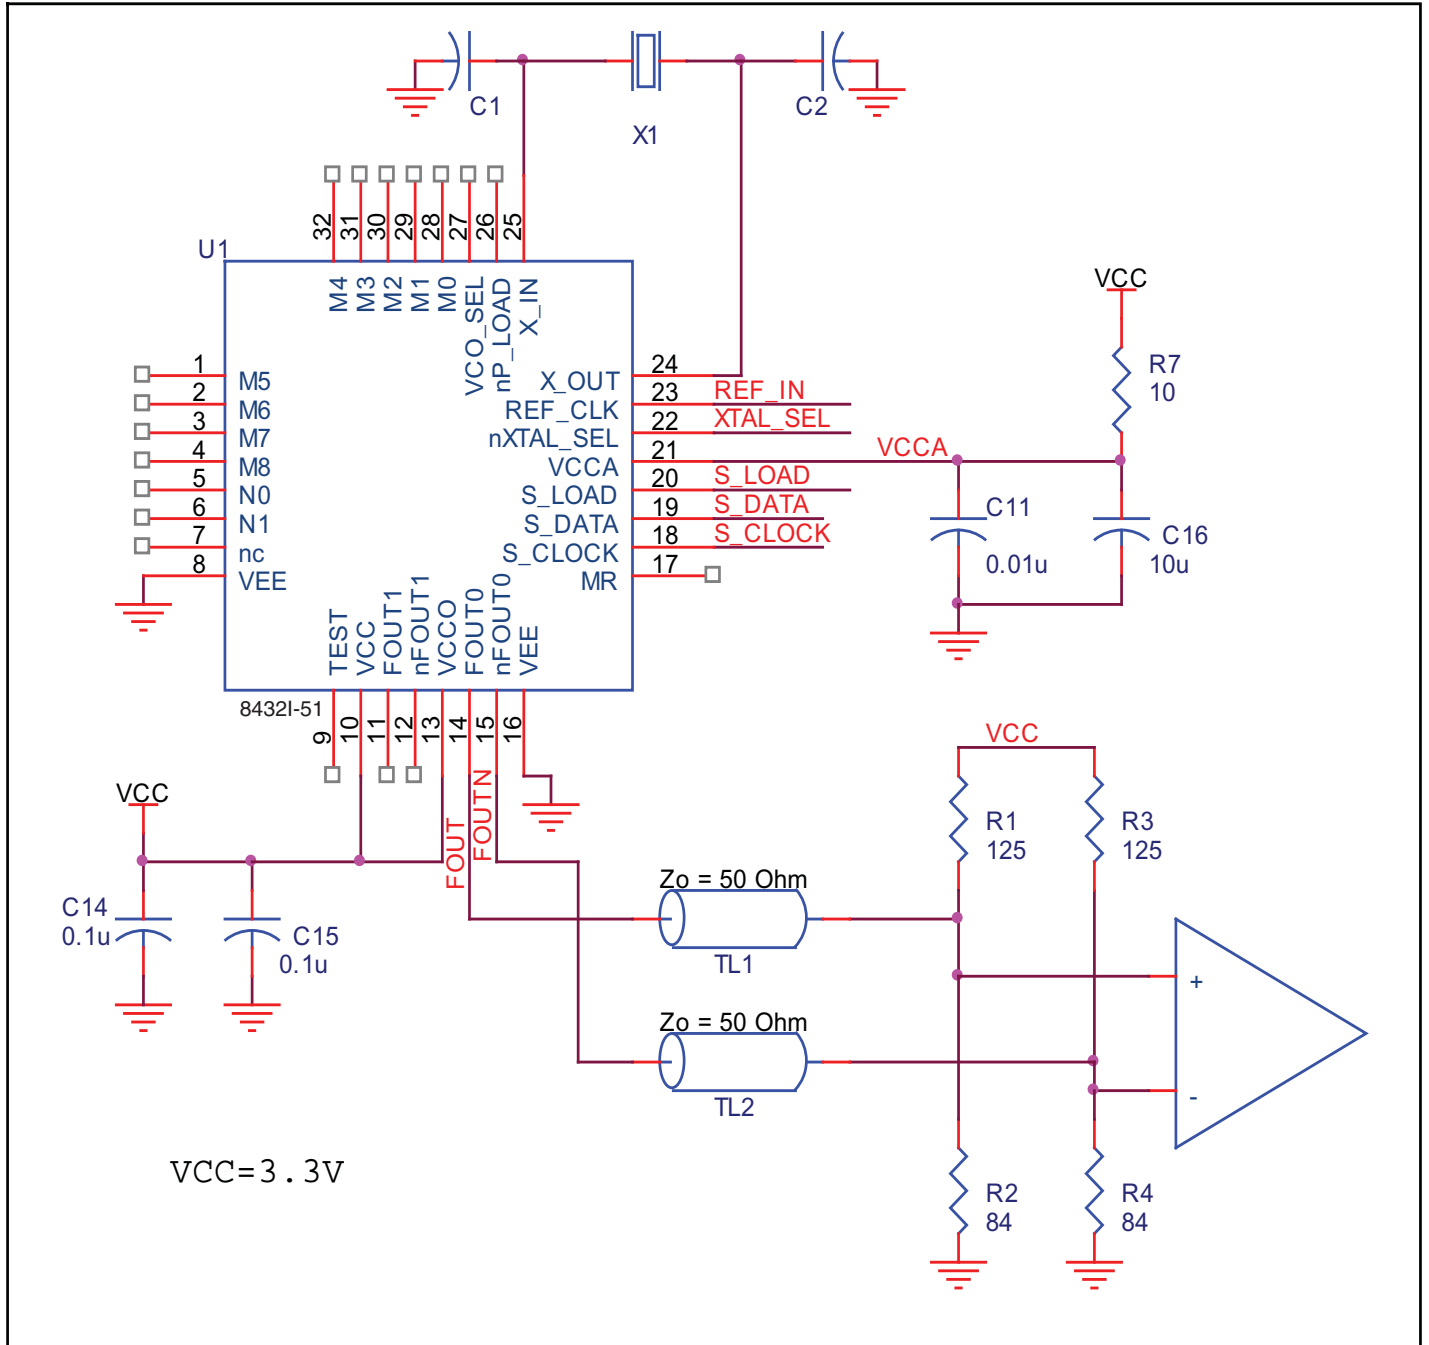 C1
C2
X1
32
31
30
29
28
27
26
25
U1
M4
M3
M2
M1
M0
VCO_SEL
nP_LOAD
X_IN
VCC
1
M5
2
M6
3
M7
4
M8
5
N0
6
N1
7
nc
8
VEE
X_OUT
24
REF_CLK
23
REF_IN
nXTAL_SEL
22
XTAL_SEL
VCCA
21
VCCA
S_LOAD
20
S_LOAD
S_DATA
19
S_DATA
S_CLOCK
18
S_CLOCK
MR
17
R7
10
C11
0.01u
C16
10u
TEST
VCC
FOUT1
nFOUT1
VCCO
FOUT0
nFOUT0
VEE
8432I-51
9
10
11
12
13
14
15
16
FOUT
FOUTN
VCC
C14
0.1u
C15
0.1u
VCC
R1
125
R3
125
Zo = 50 Ohm
TL1
Zo = 50 Ohm
TL2
+
-
R2
84
R4
84
VCC=3.3V